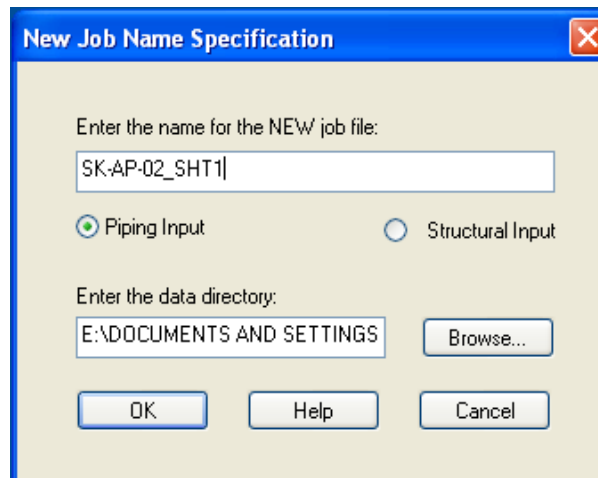 New Job Name Specification
Enter the name for the NEW job file:
SK-AP-02_SHT1
Piping Input
Structural Input
Enter the data directory:
E:\DOCUMENTS AND SETTINGS
Browse...
OK
Help
Cancel